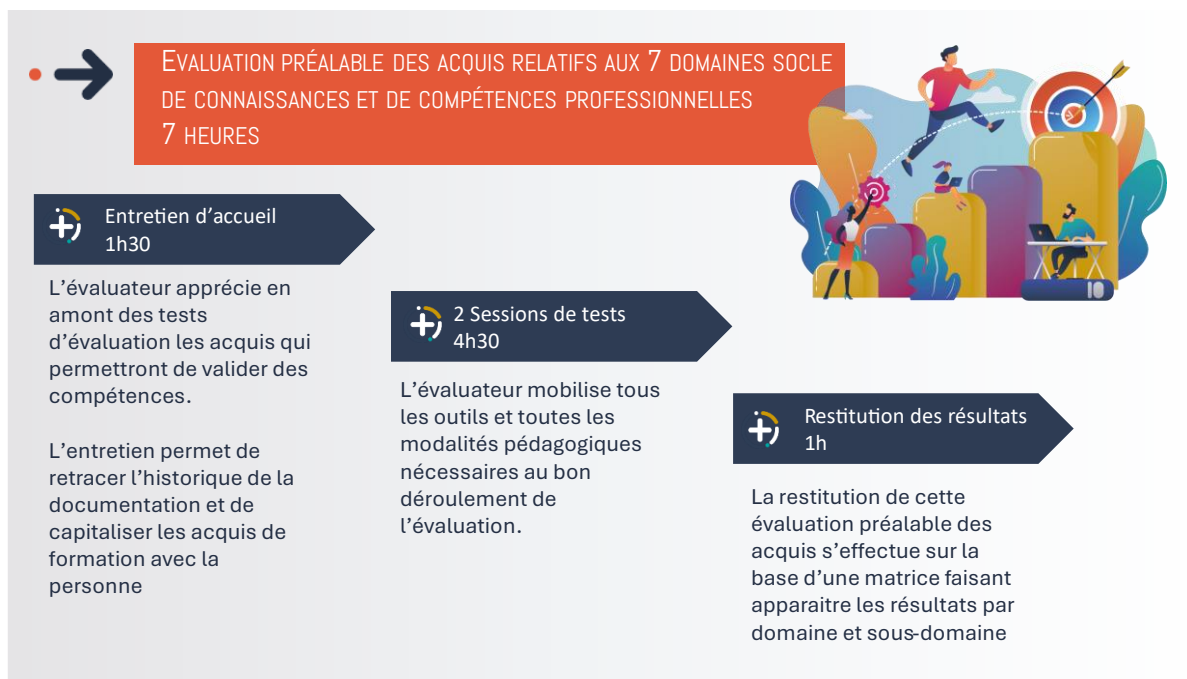 EVALUATION PRÉALABLE DES ACQUIS RELATIFS AUX 7 DOMAINES SOCLE
DE CONNAISSANCES ET DE COMPÉTENCES PROFESSIONNELLES
7 HEURES
Entretien d’accueil
1h30
L’évaluateur apprécie en
amont des tests
d’évaluation les acquis qui
permettront de valider des
compétences.
L’entretien permet de
retracer l’historique de la
documentation et de
capitaliser les acquis de
formation avec la
personne
2 Sessions de tests
4h30
L’évaluateur mobilise tous
les outils et toutes les
modalités pédagogiques
nécessaires au bon
déroulement de
l’évaluation.
Restitution des résultats
1h
La restitution de cette
évaluation préalable des
acquis s’effectue sur la
base d’une matrice faisant
apparaitre les résultats par
domaine et sous-domaine